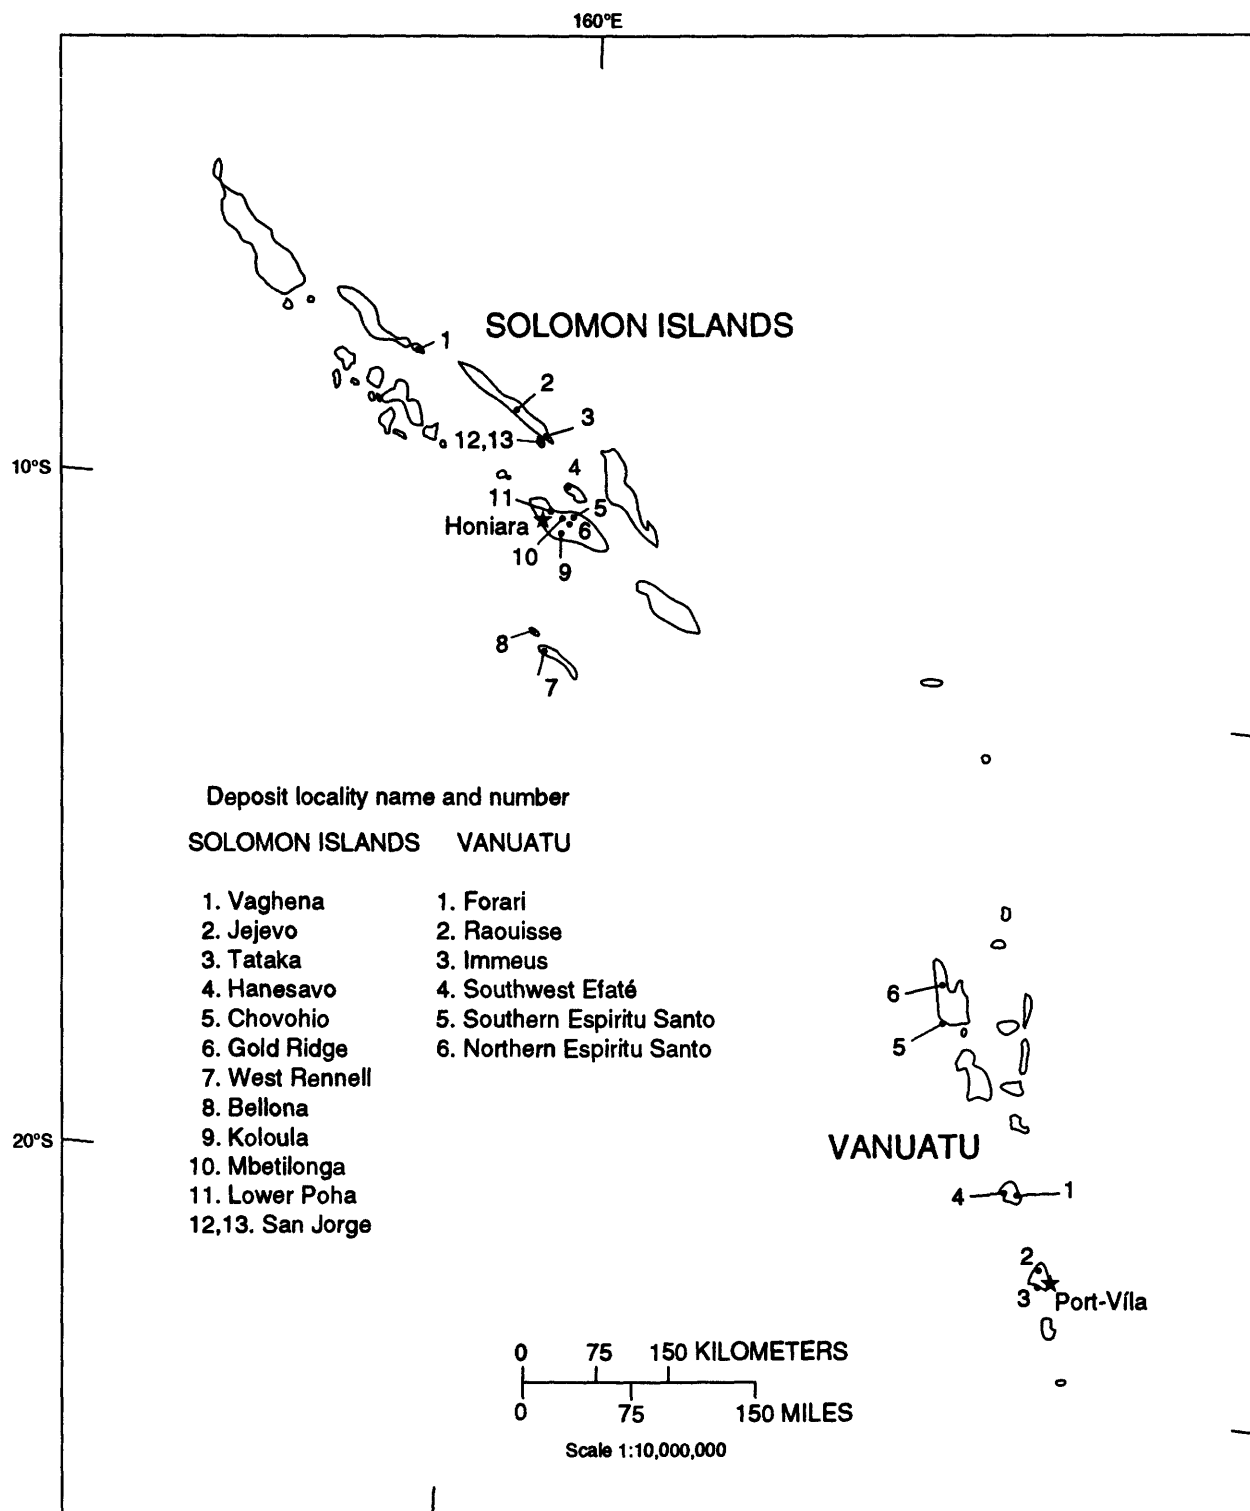 160°E
SOLOMON ISLANDS
1
2
3
12,13
10°S
4
11
5
Honiara
6
10
9
8
7
Deposit locality name and number
SOLOMON ISLANDS VANUATU
1. Vaghena 1. Forari
2. Jejevo 2. Raouisse
3. Tataka 3. Immeus
4. Hanesavo 4. Southwest Efaté
5. Chovohio 5. Southern Espiritu Santo
6. Gold Ridge 6. Northern Espiritu Santo
7. West Rennell
8. Bellona
9. Koloula
10. Mbetilonga
11. Lower Poha
12,13. San Jorge
6
5
20°S
VANUATU
4
1
2
3
Port-Víla
0 75 150 KILOMETERS
0 75 150 MILES
Scale 1:10,000,000